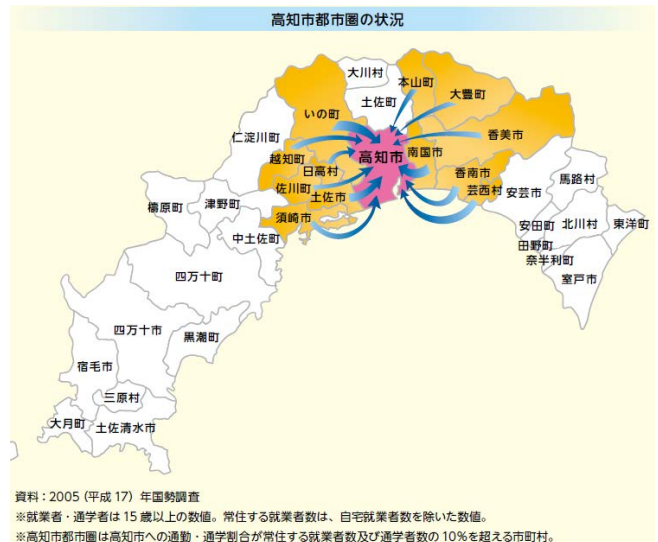 高知市都市圏の状況
大川村
本山町
土佐町
大豊町
いの町
仁淀川町
香美市
越知町
高知市
南国市
日高村
香南市
佐川町
土佐市
芸西村
安芸市
馬路村
須崎市
檮原町
津野町
中土佐町
安田町
北川村
東洋町
田野町
奈半利町
室戸市
四万十町
四万十市
黒潮町
宿毛市
三原村
大月町
土佐清水市
資料:2005(平成17)年国勢調査
※就業者・通学者は15歳以上の数値。常住する就業者数は、自宅就業者数を除いた数値。
※高知市都市圏は高知市への通勤・通学割合が常住する就業者数及び通学者数の10%を超える市町村。